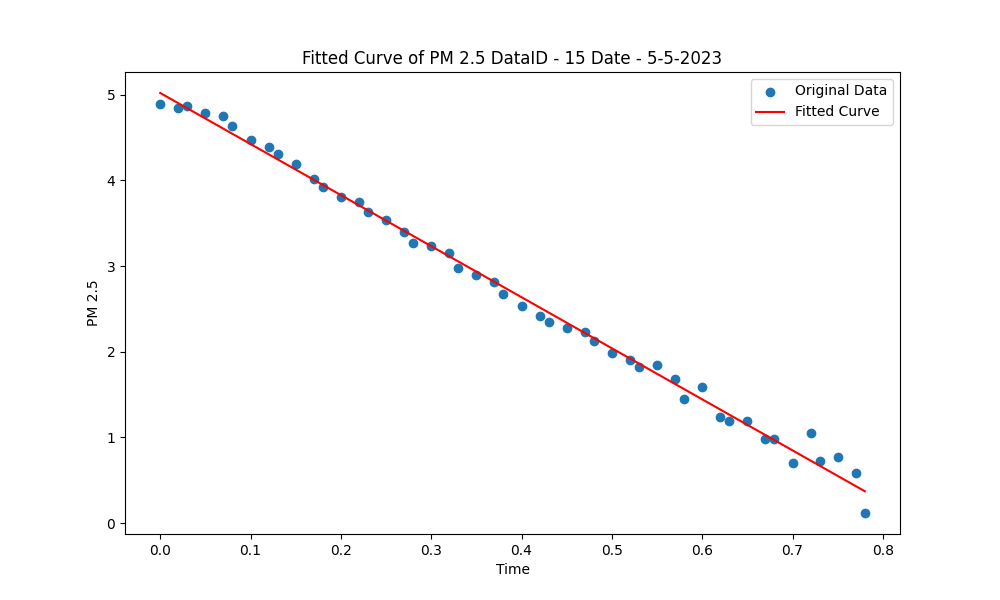 Fitted Curve of PM 2.5 DataID - 15 Date - 5-5-2023
Original Data
Fitted Curve
5
4
3
2
1
0
PM 2.5
0.0 0.1 0.2 0.3 0.4 0.5 0.6 0.7 0.8
Time